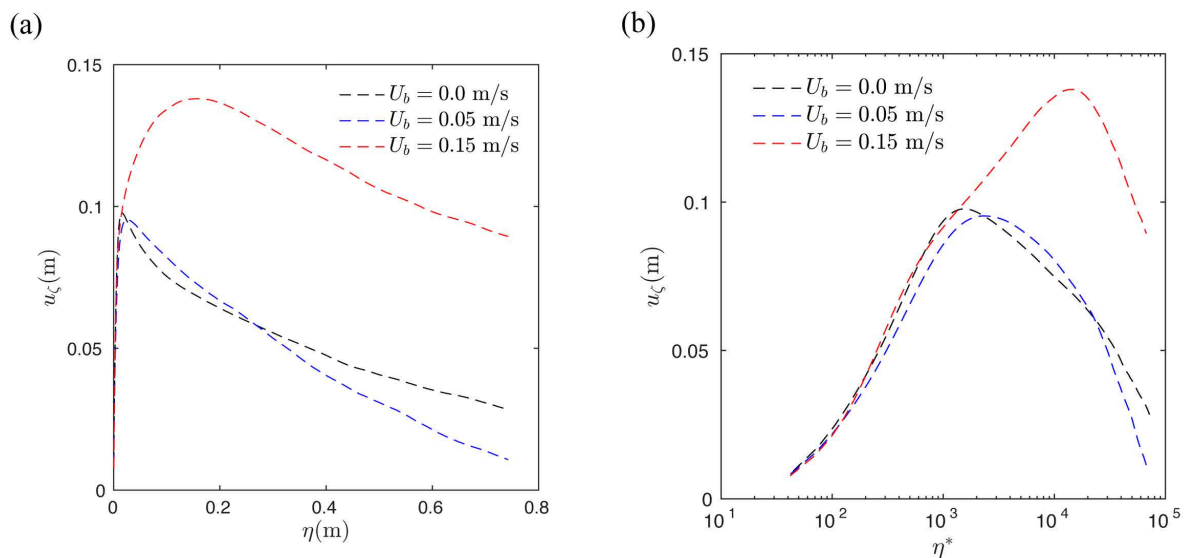 (a)
0.15
0.1
0.05
0
0
0.2
0.4
0.6
0.8
u_ζ(m)
η(m)
U_b = 0.0 m/s
U_b = 0.05 m/s
U_b = 0.15 m/s
(b)
0.15
0.1
0.05
0
10^1
10^2
10^3
10^4
10^5
u_ζ(m)
η*
U_b = 0.0 m/s
U_b = 0.05 m/s
U_b = 0.15 m/s